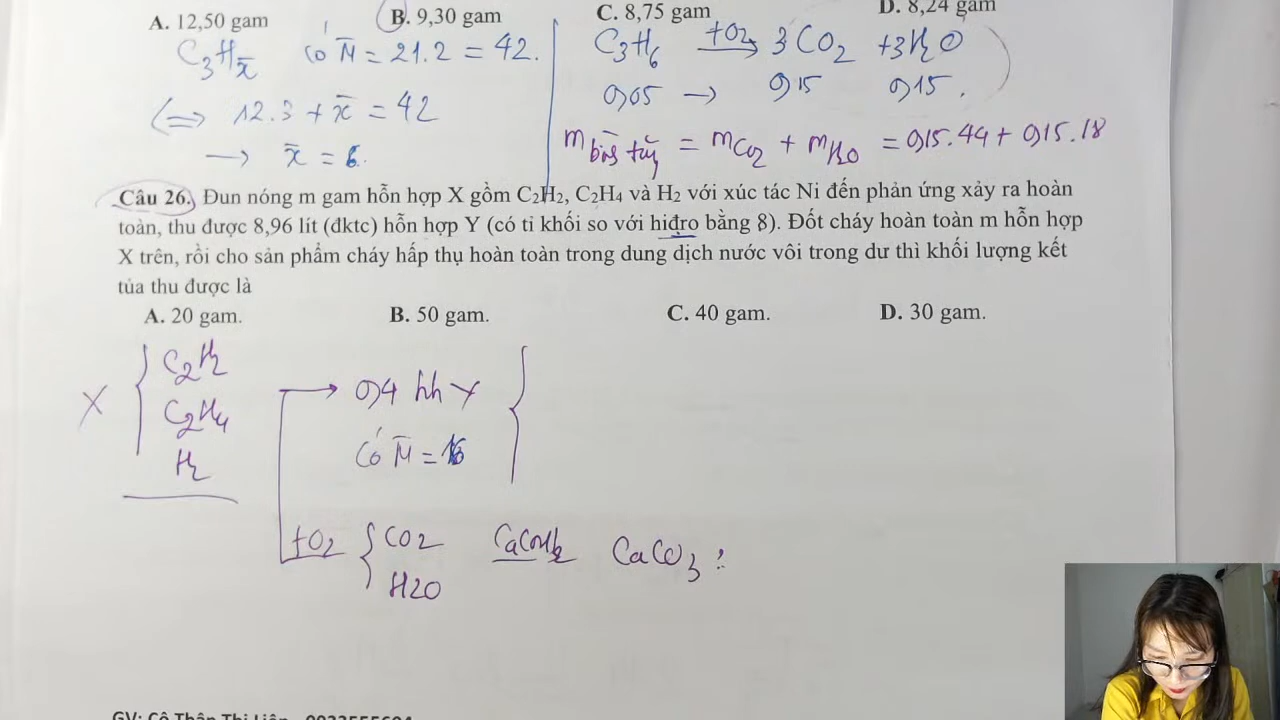 A. 12,50 gam B. 9,30 gam C. 8,75 gam D. 8,24 gam
C₃Hx̄ có M̄ = 21.2 = 42.
⇔ 12.3 + x̄ = 42
→ x̄ = 6.
C₃H₆ +O₂ → 3CO₂ + 3H₂O
0,05 → 0,15 0,15.
m bình tăng = mCO₂ + mH₂O = 0,15.44 + 0,15.18
Câu 26. Đun nóng m gam hỗn hợp X gồm C₂H₂, C₂H₄ và H₂ với xúc tác Ni đến phản ứng xảy ra hoàn
toàn, thu được 8,96 lít (đktc) hỗn hợp Y (có tỉ khối so với hiđro bằng 8). Đốt cháy hoàn toàn m hỗn hợp
X trên, rồi cho sản phẩm cháy hấp thụ hoàn toàn trong dung dịch nước vôi trong dư thì khối lượng kết
tủa thu được là
A. 20 gam. B. 50 gam. C. 40 gam. D. 30 gam.
X { C₂H₂
C₂H₄
H₂
→ 0,4 hh Y {
có M̄ = 16
+O₂ { CO₂ Ca(OH)₂ CaCO₃ ?
H₂O
GV: Cô Thân Thị Liên